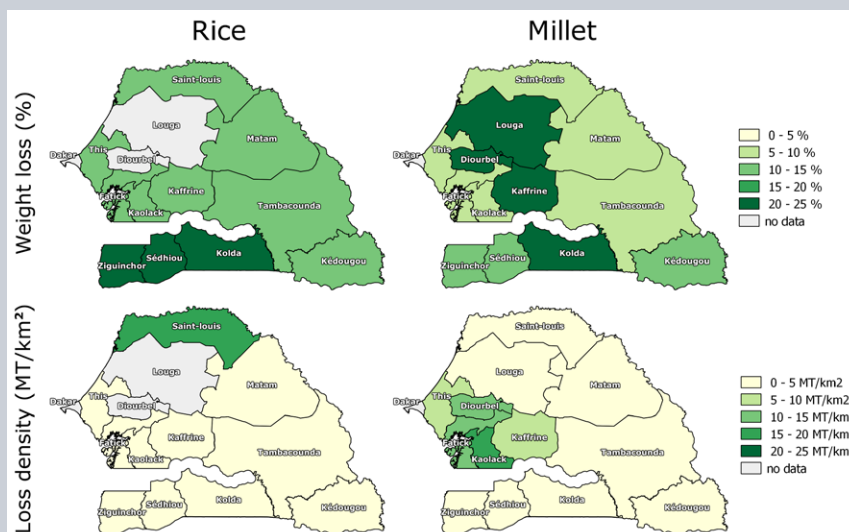 Rice
Millet
Weight loss (%)
Saint-louis
Louga
Matam
Dakar
This
Diourbel
Fatick
Kaffrine
Kaolack
Tambacounda
Ziguinchor
Sédhiou
Kolda
Kédougou
Saint-louis
Louga
Matam
Dakar
This
Diourbel
Fatick
Kaffrine
Kaolack
Tambacounda
Ziguinchor
Sédhiou
Kolda
Kédougou
0 - 5 %
5 - 10 %
10 - 15 %
15 - 20 %
20 - 25 %
no data
Loss density (MT/km²)
Saint-louis
Louga
Matam
Dakar
This
Diourbel
Fatick
Kaffrine
Kaolack
Tambacounda
Ziguinchor
Sédhiou
Kolda
Kédougou
Saint-louis
Louga
Matam
Dakar
This
Diourbel
Fatick
Kaffrine
Kaolack
Tambacounda
Ziguinchor
Sédhiou
Kolda
Kédougou
0 - 5 MT/km2
5 - 10 MT/km2
10 - 15 MT/km
15 - 20 MT/km
20 - 25 MT/km
no data